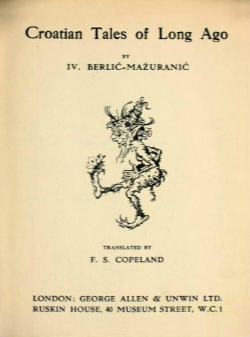 Croatian Tales of Long Ago
BY
IV. BERLIĆ-MAŽURANIĆ
TRANSLATED BY
F. S. COPELAND
LONDON: GEORGE ALLEN & UNWIN LTD.
RUSKIN HOUSE, 40 MUSEUM STREET, W.C. 1